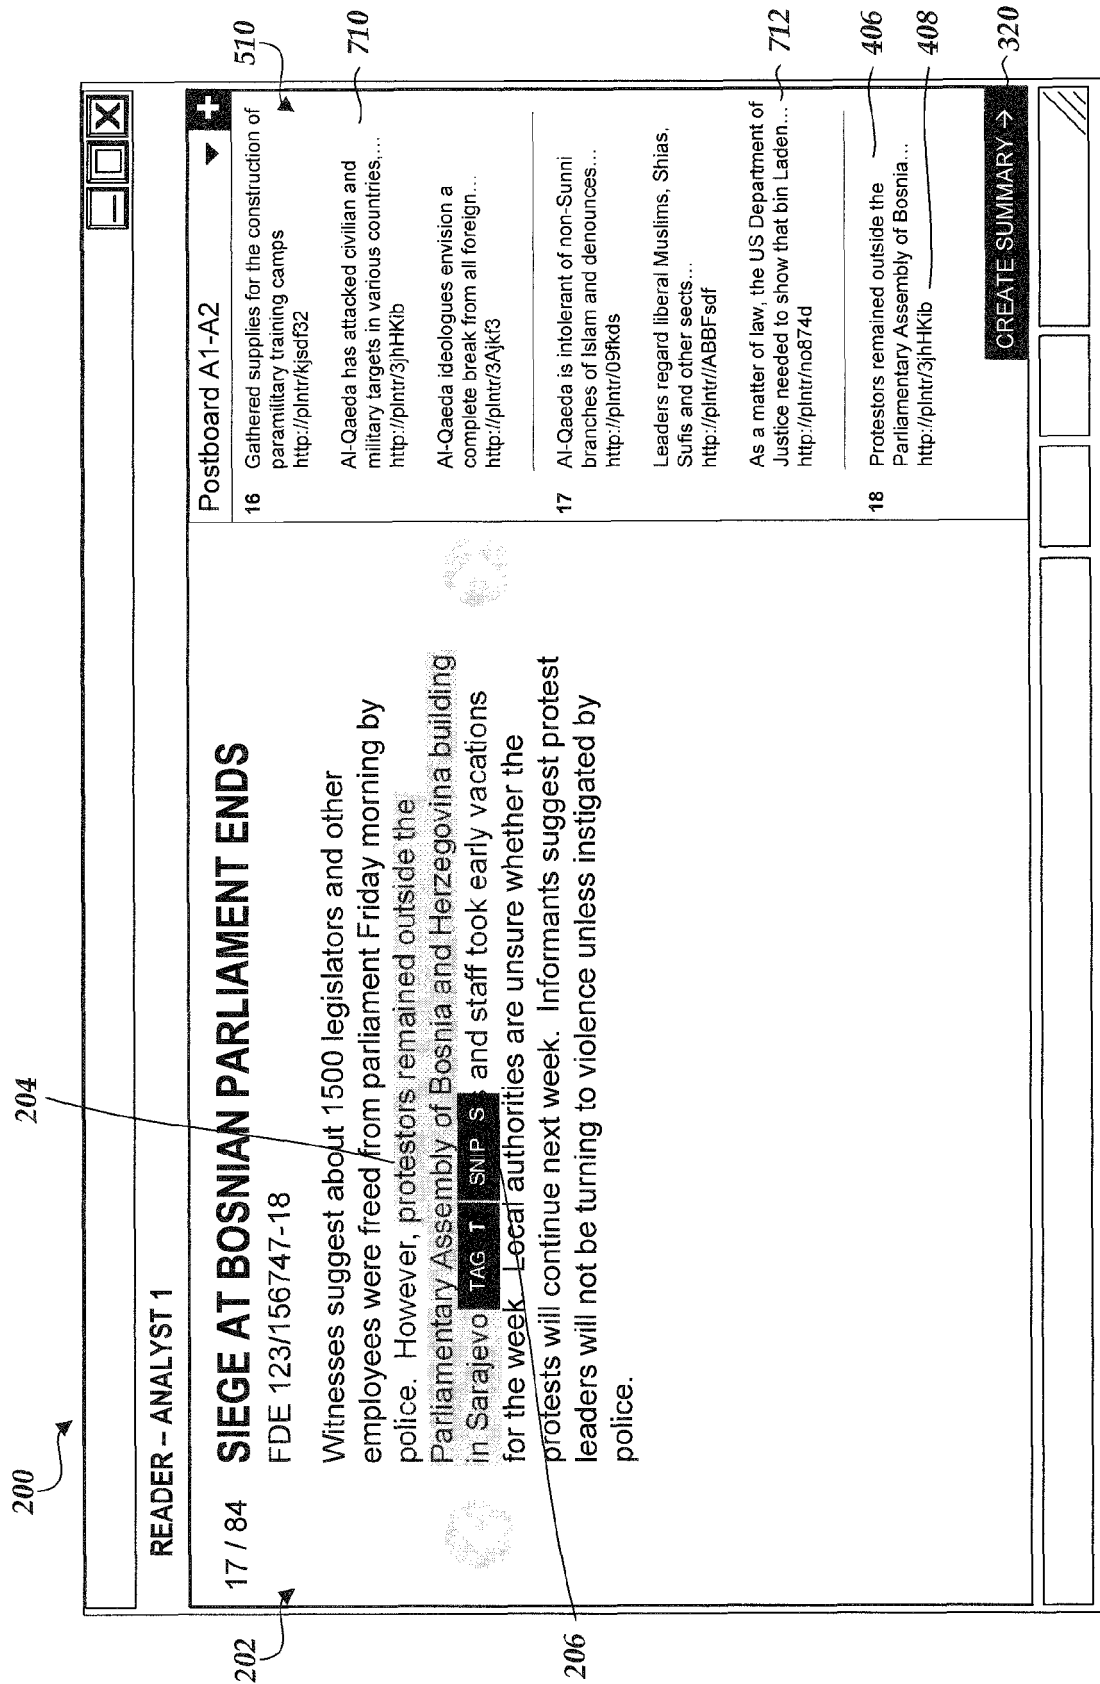 200
204
READER – ANALYST 1
202
17 / 84
SIEGE AT BOSNIAN PARLIAMENT ENDS
FDE 123/156747-18
Witnesses suggest about 1500 legislators and other
employees were freed from parliament Friday morning by
police. However, protestors remained outside the
Parliamentary Assembly of Bosnia and Herzegovina building
in Sarajevo TAG T SNIP S s and staff took early vacations
for the week. Local authorities are unsure whether the
protests will continue next week. Informants suggest protest
leaders will not be turning to violence unless instigated by
police.
206
Postboard A1-A2
510
16 Gathered supplies for the construction of
paramilitary training camps
http://plntr/kjsdf32
710
Al-Qaeda has attacked civilian and
military targets in various countries,...
http://plntr/3jhHKib
Al-Qaeda ideologues envision a
complete break from all foreign...
http://plntr/3Ajkf3
17 Al-Qaeda is intolerant of non-Sunni
branches of Islam and denounces...
http://plntr/09fkds
Leaders regard liberal Muslims, Shias,
Sufis and other sects...
http://plntr//ABBFsdf
As a matter of law, the US Department of
Justice needed to show that bin Laden...
http://plntr/no874d
712
18 Protestors remained outside the
Parliamentary Assembly of Bosnia...
http://plntr/3jhHKib
406
408
CREATE SUMMARY →
320